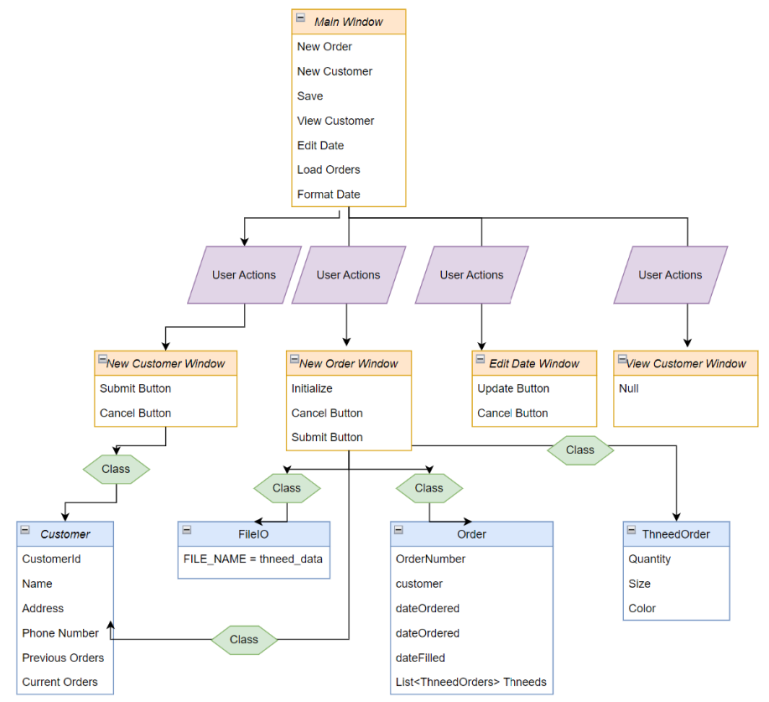 Main Window
New Order
New Customer
Save
View Customer
Edit Date
Load Orders
Format Date
User Actions
User Actions
User Actions
User Actions
New Customer Window
Submit Button
Cancel Button
New Order Window
Initialize
Cancel Button
Submit Button
Edit Date Window
Update Button
Cancel Button
View Customer Window
Null
Class
Class
Class
Class
Customer
CustomerId
Name
Address
Phone Number
Previous Orders
Current Orders
FileIO
FILE_NAME = thneed_data
Order
OrderNumber
customer
dateOrdered
dateOrdered
dateFilled
List<ThneedOrders> Thneeds
ThneedOrder
Quantity
Size
Color
Class